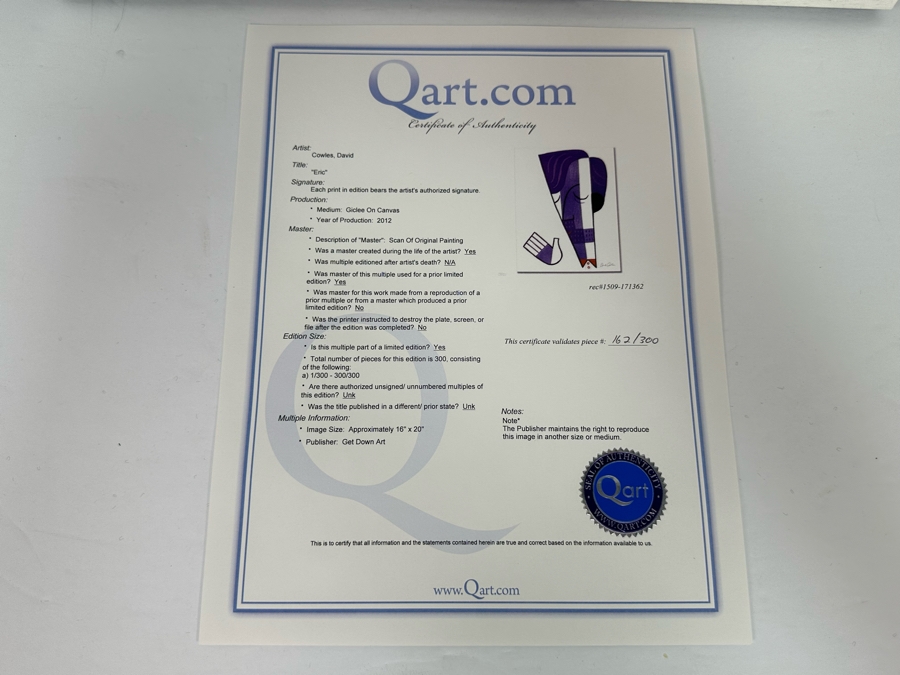 Qart.com
Certificate of Authenticity
Artist:
Cowles, David
Title:
"Eric"
Signature:
Each print in edition bears the artist's authorized signature.
Production:
* Medium: Giclee On Canvas
* Year of Production: 2012
Master:
* Description of "Master": Scan Of Original Painting
* Was a master created during the life of the artist? Yes
* Was multiple editioned after artist's death? N/A
* Was master of this multiple used for a prior limited
edition? Yes
* Was master for this work made from a reproduction of a
prior multiple or from a master which produced a prior
limited edition? No
* Was the printer instructed to destroy the plate, screen, or
file after the edition was completed? No
Edition Size:
* Is this multiple part of a limited edition? Yes
* Total number of pieces for this edition is 300, consisting
of the following:
a) 1/300 - 300/300
* Are there authorized unsigned/ unnumbered multiples of
this edition? Unk
* Was the title published in a different/ prior state? Unk
Multiple Information:
* Image Size: Approximately 16" x 20"
* Publisher: Get Down Art
rec#1509-171362
This certificate validates piece #: 162/300
Notes:
Note*
The Publisher maintains the right to reproduce
this image in another size or medium.
SEAL OF AUTHENTICITY
Qart
WWW.QART.COM
This is to certify that all information and the statements contained herein are true and correct based on the information available to us.
www.Qart.com